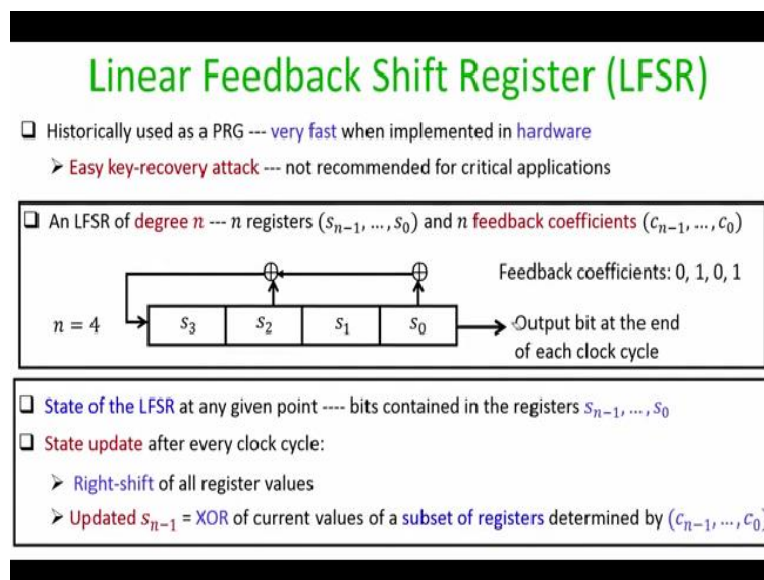 Linear Feedback Shift Register (LFSR)
❑ Historically used as a PRG --- very fast when implemented in hardware
➢ Easy key-recovery attack --- not recommended for critical applications
❑ An LFSR of degree n --- n registers (sₙ₋₁, …, s₀) and n feedback coefficients (cₙ₋₁, …, c₀)
Feedback coefficients: 0, 1, 0, 1
n = 4
s₃ s₂ s₁ s₀
Output bit at the end
of each clock cycle
❑ State of the LFSR at any given point ---- bits contained in the registers sₙ₋₁, …, s₀
❑ State update after every clock cycle:
➢ Right-shift of all register values
➢ Updated sₙ₋₁ = XOR of current values of a subset of registers determined by (cₙ₋₁, …, c₀)